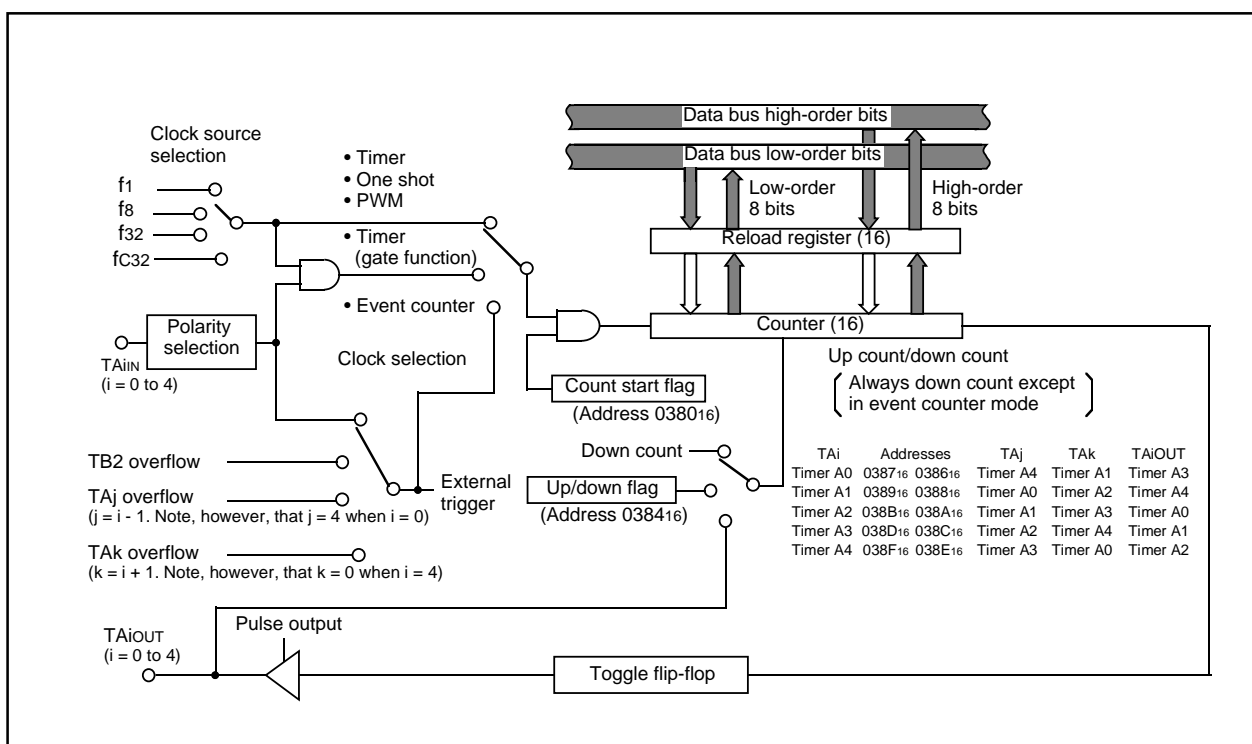 Data bus high-order bits
Data bus low-order bits
Clock source
selection
f1
f8
f32
fC32
• Timer
• One shot
• PWM
• Timer
(gate function)
• Event counter
Low-order
8 bits
High-order
8 bits
Reload register (16)
Counter (16)
Polarity
selection
TAiIN
(i = 0 to 4)
Clock selection
Count start flag
(Address 038016)
Up count/down count
Always down count except
in event counter mode
TB2 overflow
TAj overflow
(j = i - 1. Note, however, that j = 4 when i = 0)
TAk overflow
(k = i + 1. Note, however, that k = 0 when i = 4)
External
trigger
Down count
Up/down flag
(Address 038416)
TAi Addresses TAj TAk TAiOUT
Timer A0 038716 038616 Timer A4 Timer A1 Timer A3
Timer A1 038916 038816 Timer A0 Timer A2 Timer A4
Timer A2 038B16 038A16 Timer A1 Timer A3 Timer A0
Timer A3 038D16 038C16 Timer A2 Timer A4 Timer A1
Timer A4 038F16 038E16 Timer A3 Timer A0 Timer A2
TAiOUT
(i = 0 to 4)
Pulse output
Toggle flip-flop